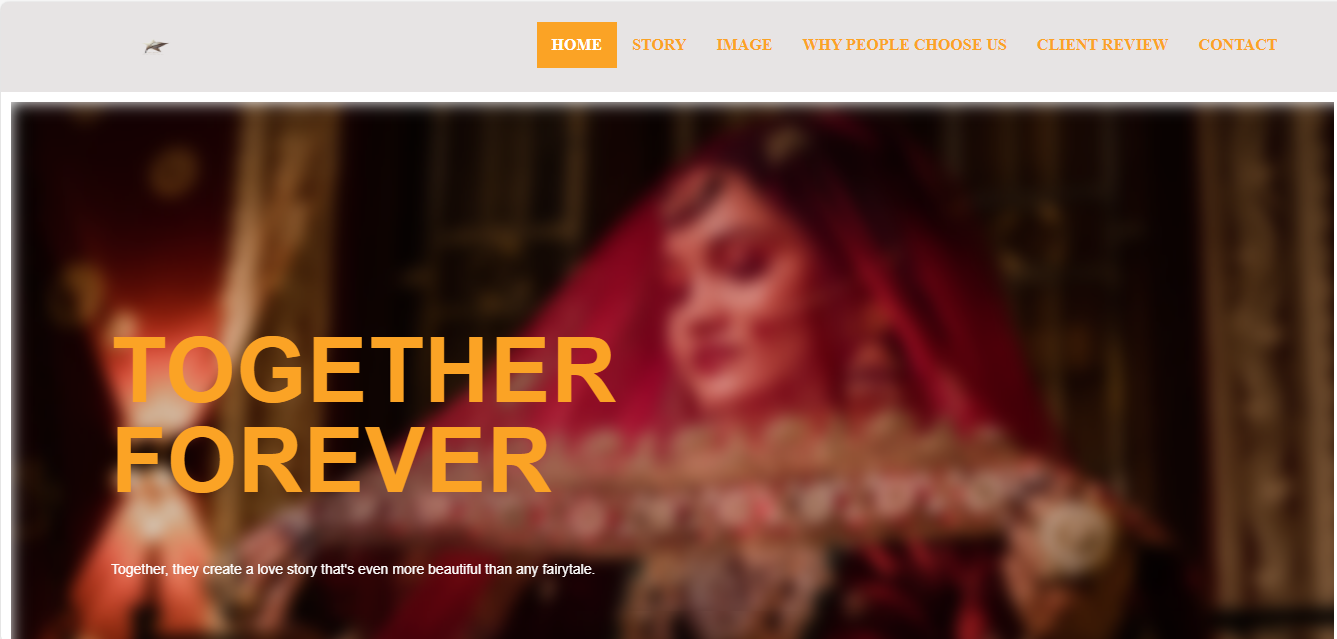 HOME STORY IMAGE WHY PEOPLE CHOOSE US CLIENT REVIEW CONTACT
TOGETHER
FOREVER
Together, they create a love story that's even more beautiful than any fairytale.